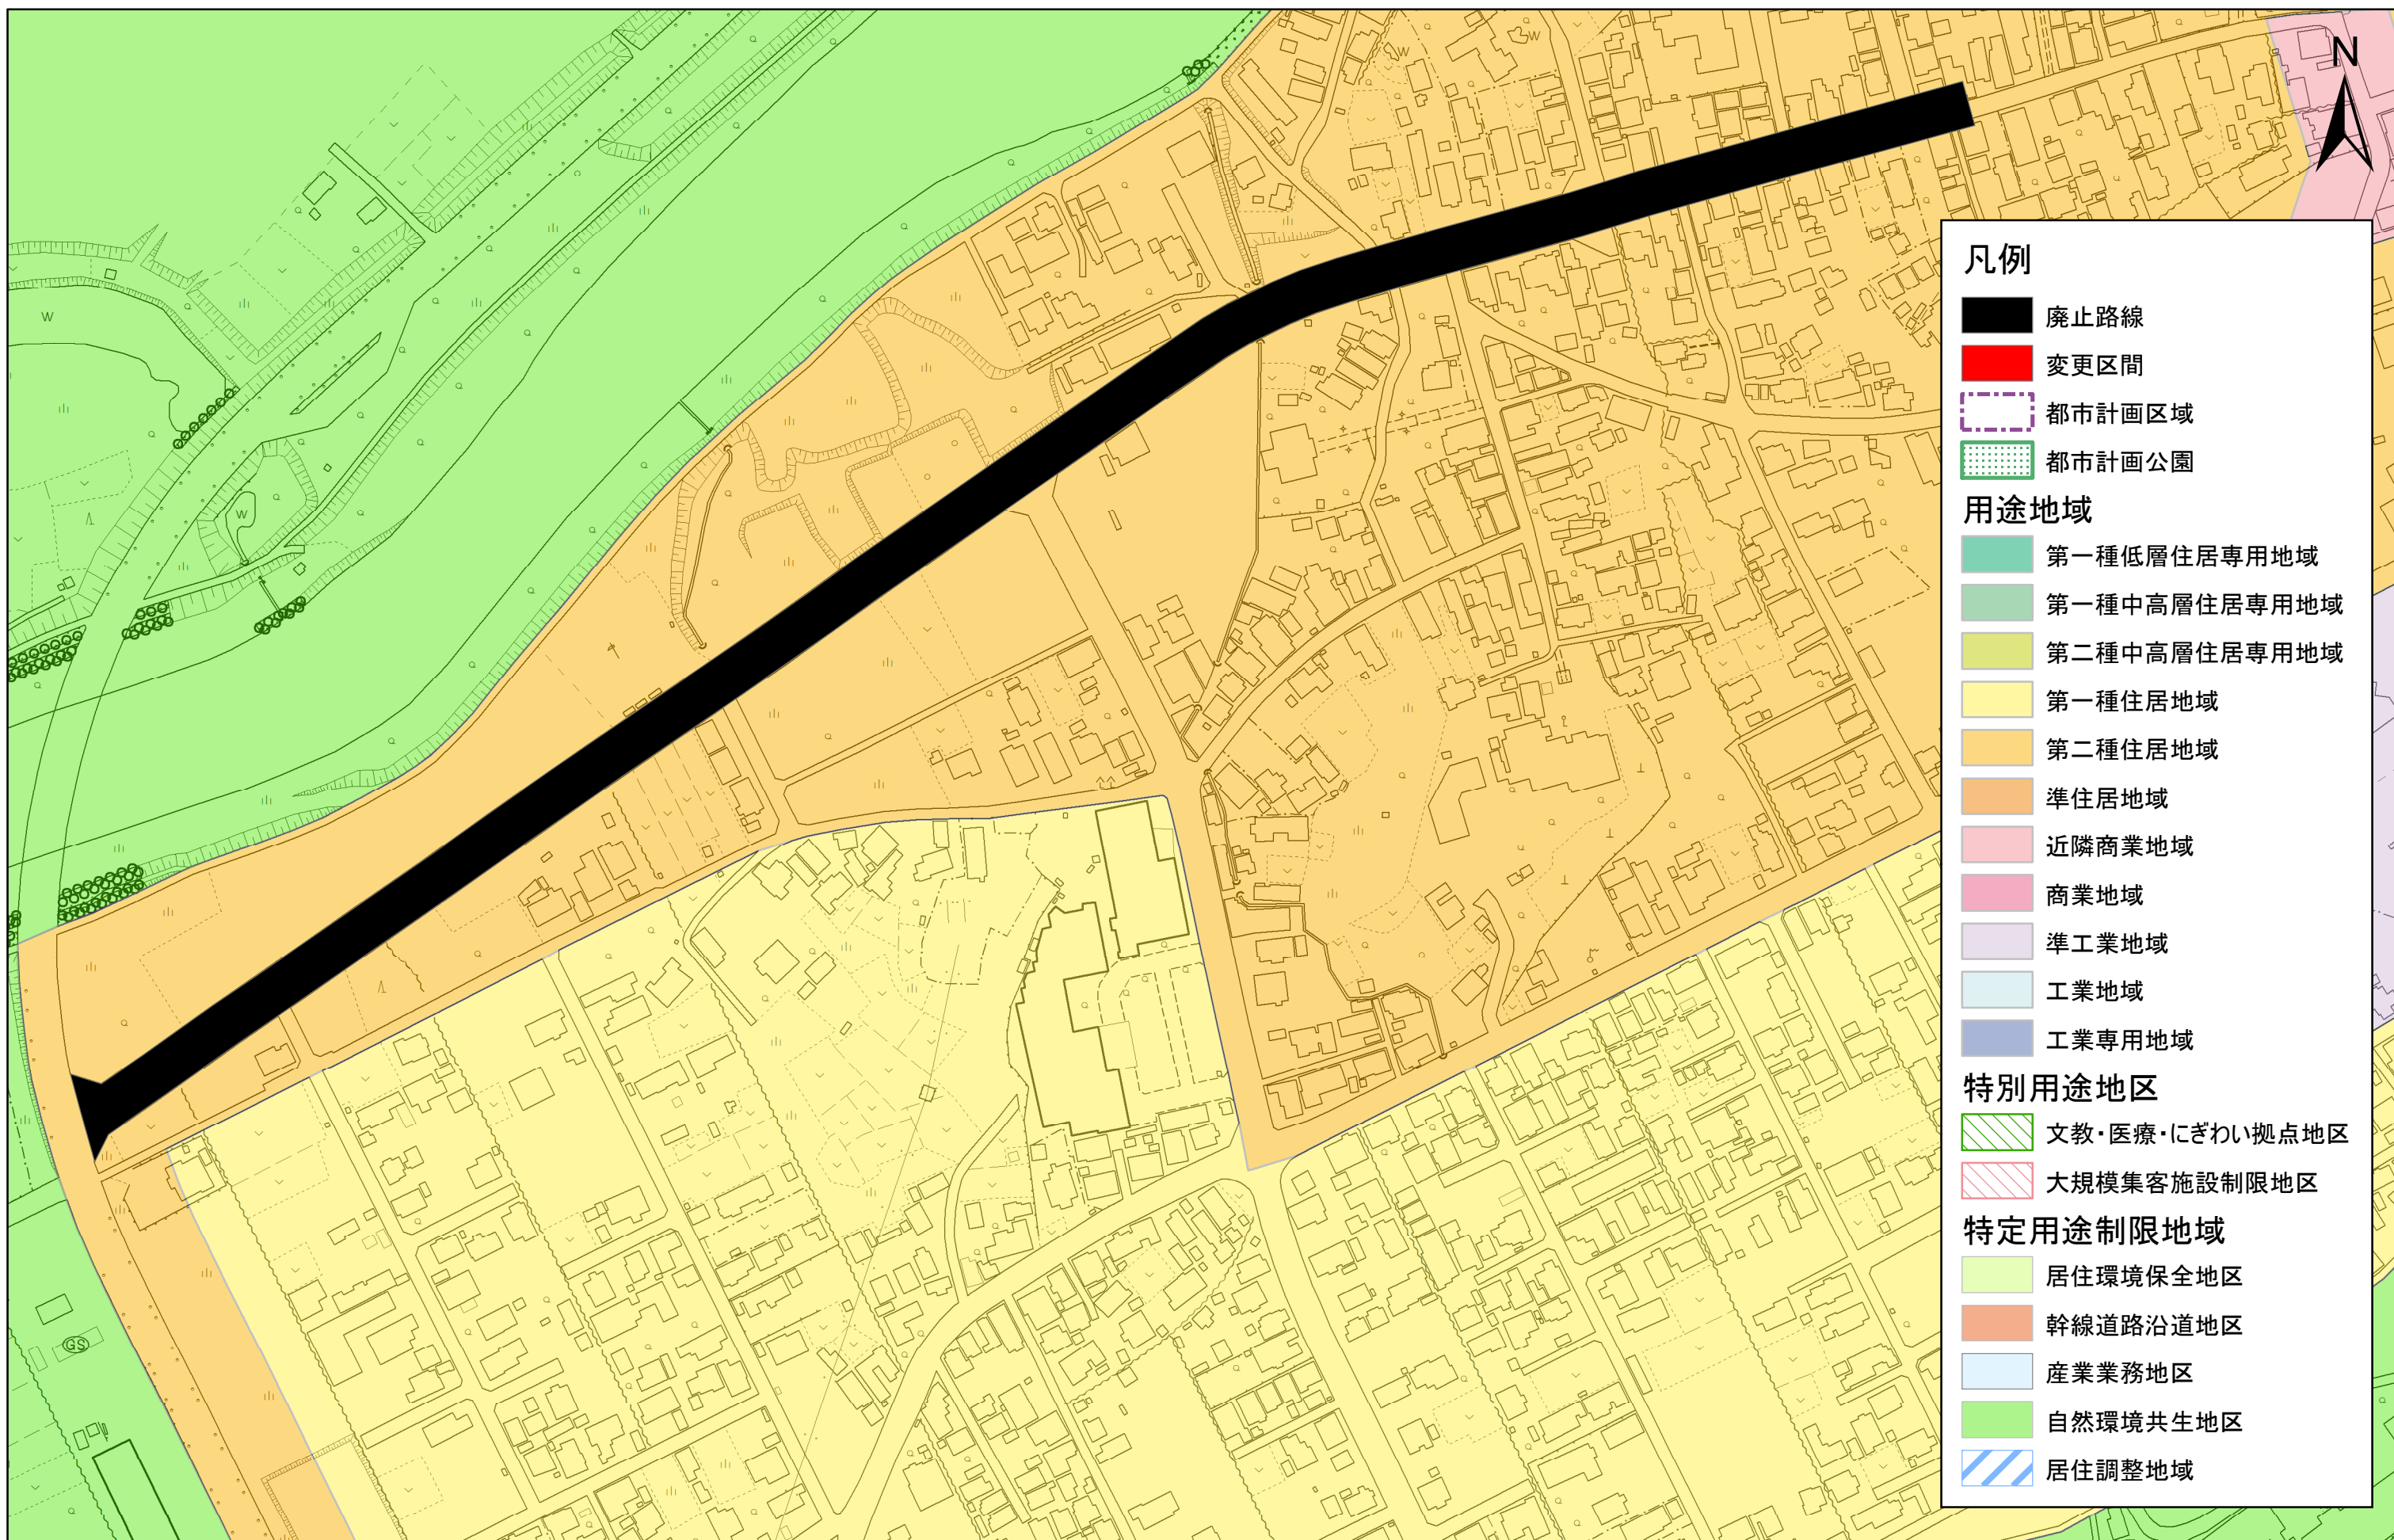 N
W
W
W
W
GS
凡例
廃止路線
変更区間
都市計画区域
都市計画公園
用途地域
第一種低層住居専用地域
第一種中高層住居専用地域
第二種中高層住居専用地域
第一種住居地域
第二種住居地域
準住居地域
近隣商業地域
商業地域
準工業地域
工業地域
工業専用地域
特別用途地区
文教・医療・にぎわい拠点地区
大規模集客施設制限地区
特定用途制限地域
居住環境保全地区
幹線道路沿道地区
産業業務地区
自然環境共生地区
居住調整地域